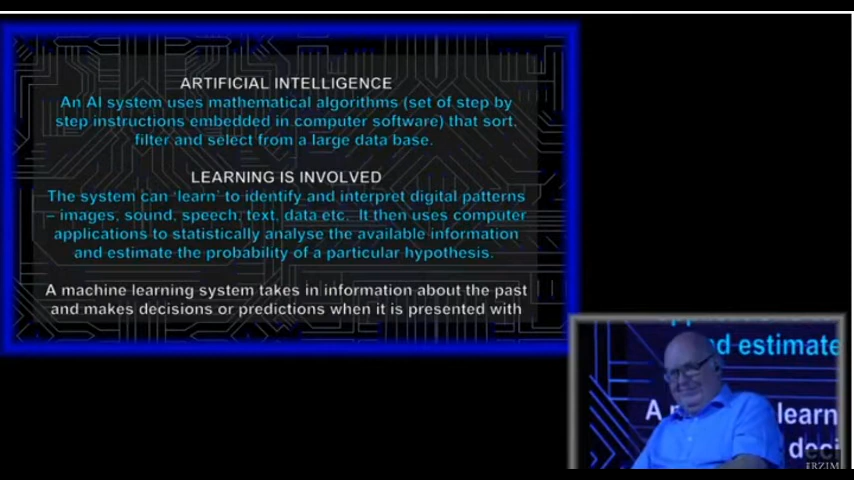 ARTIFICIAL INTELLIGENCE
An AI system uses mathematical algorithms (set of step by
step instructions embedded in computer software) that sort,
filter and select from a large data base.
LEARNING IS INVOLVED
The system can 'learn' to identify and interpret digital patterns
– images, sound, speech, text, data etc. It then uses computer
applications to statistically analyse the available information
and estimate the probability of a particular hypothesis.
A machine learning system takes in information about the past
and makes decisions or predictions when it is presented with
d estimate
A
learn
deci
RZIM